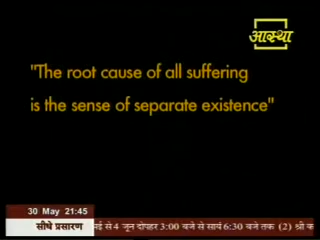 आस्था
"The root cause of all suffering
is the sense of separate existence"
30 May 21:45
सीधे प्रसारण
से 4 जून दोपहर 3:00 बजे से सायं 6:30 बजे तक (2) श्री